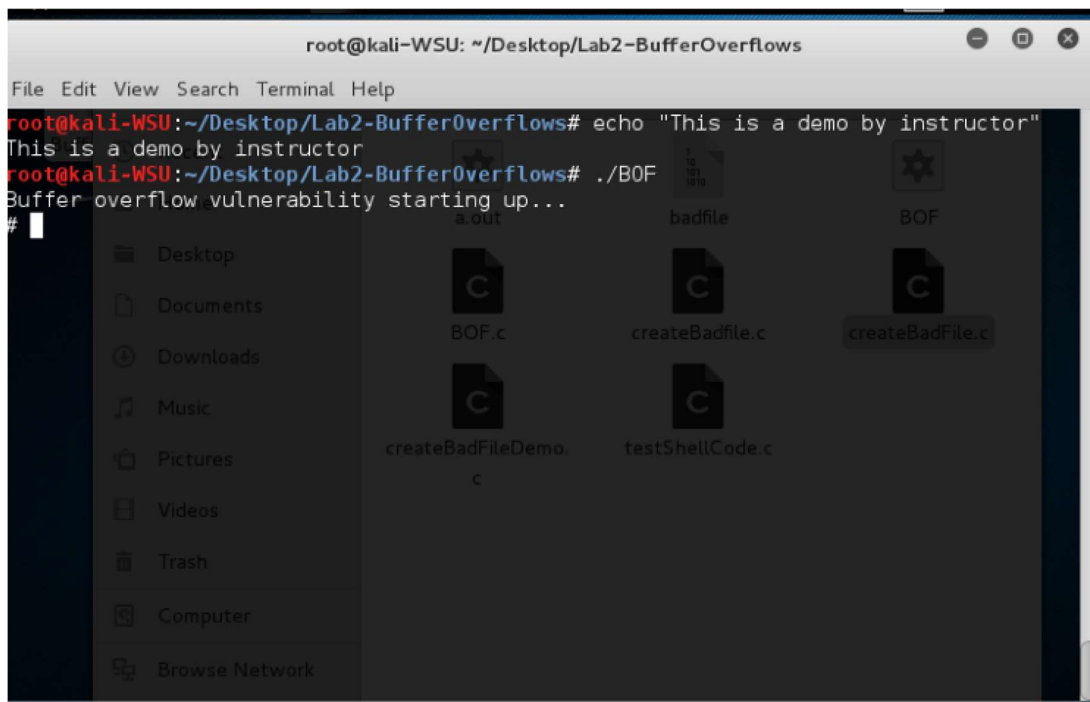 root@kali-WSU: ~/Desktop/Lab2-BufferOverflows
File Edit View Search Terminal Help
root@kali-WSU:~/Desktop/Lab2-BufferOverflows# echo "This is a demo by instructor"
This is a demo by instructor
root@kali-WSU:~/Desktop/Lab2-BufferOverflows# ./BOF
Buffer overflow vulnerability starting up...
#
a.out badfile BOF
Desktop
Documents
BOF.c createBadfile.c createBadFile.c
Downloads
Music
createBadFileDemo. testShellCode.c
c
Pictures
Videos
Trash
Computer
Browse Network